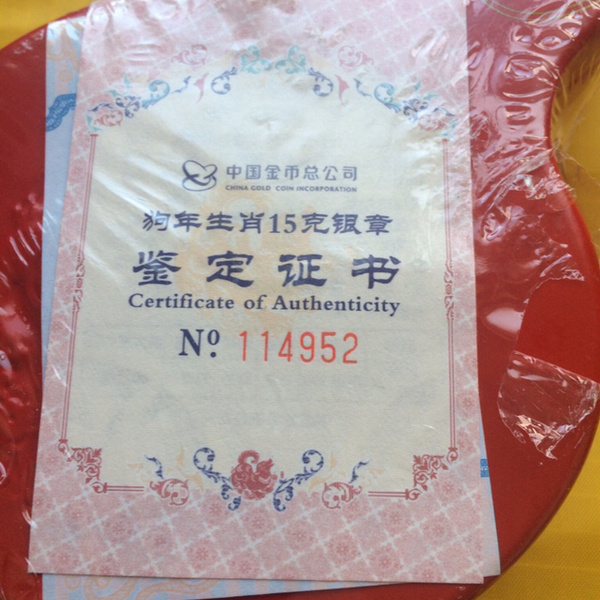 中国金币总公司
CHINA GOLD COIN INCORPORATION
狗年生肖15克银章
鉴定证书
Certificate of Authenticity
Nº. 114952